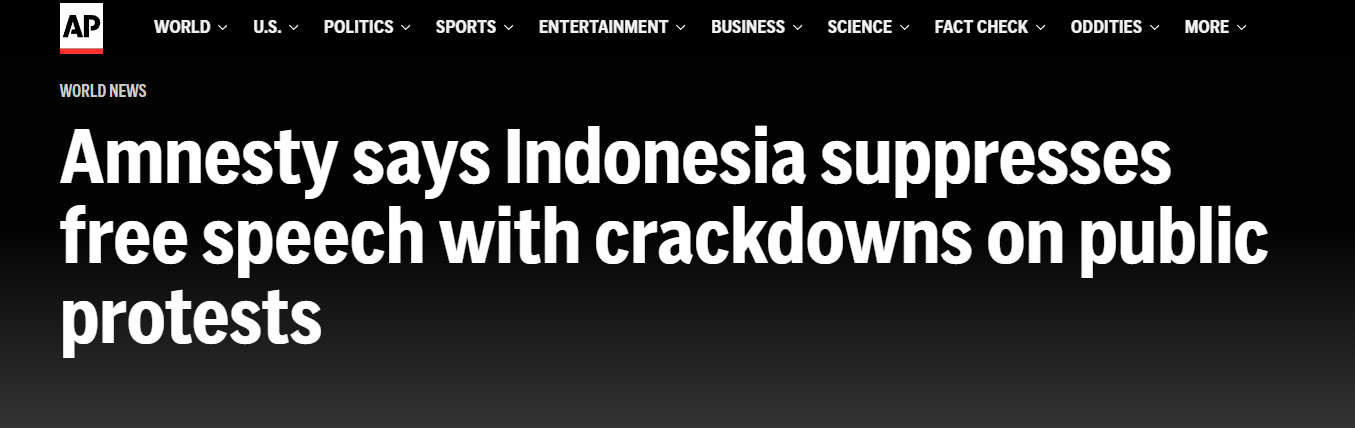 AP WORLD U.S. POLITICS SPORTS ENTERTAINMENT BUSINESS SCIENCE FACT CHECK ODDITIES MORE
WORLD NEWS
Amnesty says Indonesia suppresses
free speech with crackdowns on public
protests